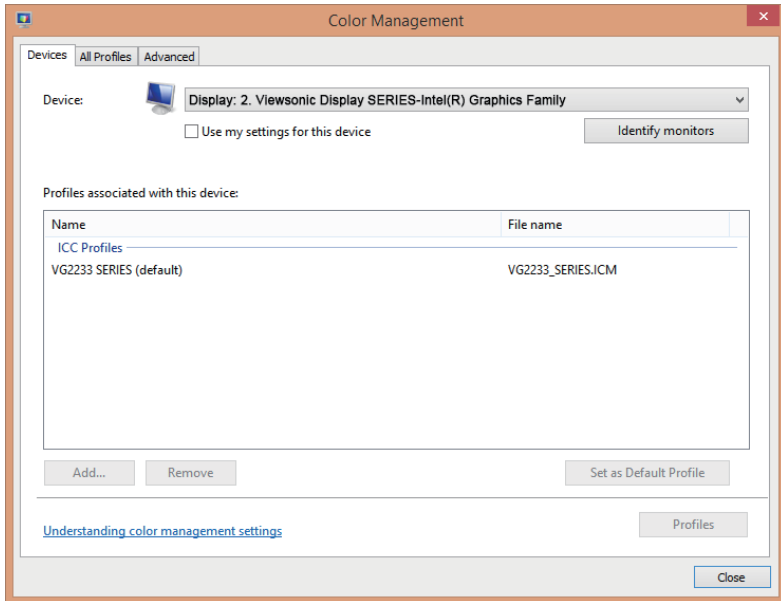 Color Management
Devices All Profiles Advanced
Device: Display: 2. Viewsonic Display SERIES-Intel(R) Graphics Family
Use my settings for this device Identify monitors
Profiles associated with this device:
Name File name
ICC Profiles
VG2233 SERIES (default) VG2233_SERIES.ICM
Add... Remove Set as Default Profile
Understanding color management settings Profiles
Close